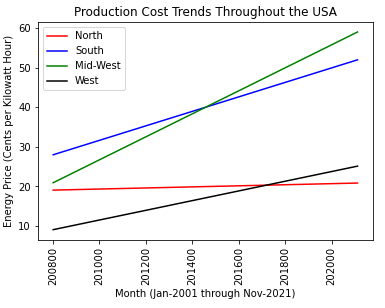 Production Cost Trends Throughout the USA
Energy Price (Cents per Kilowatt Hour)
60
50
40
30
20
10
North
South
Mid-West
West
200800
201000
201200
201400
201600
201800
202000
Month (Jan-2001 through Nov-2021)